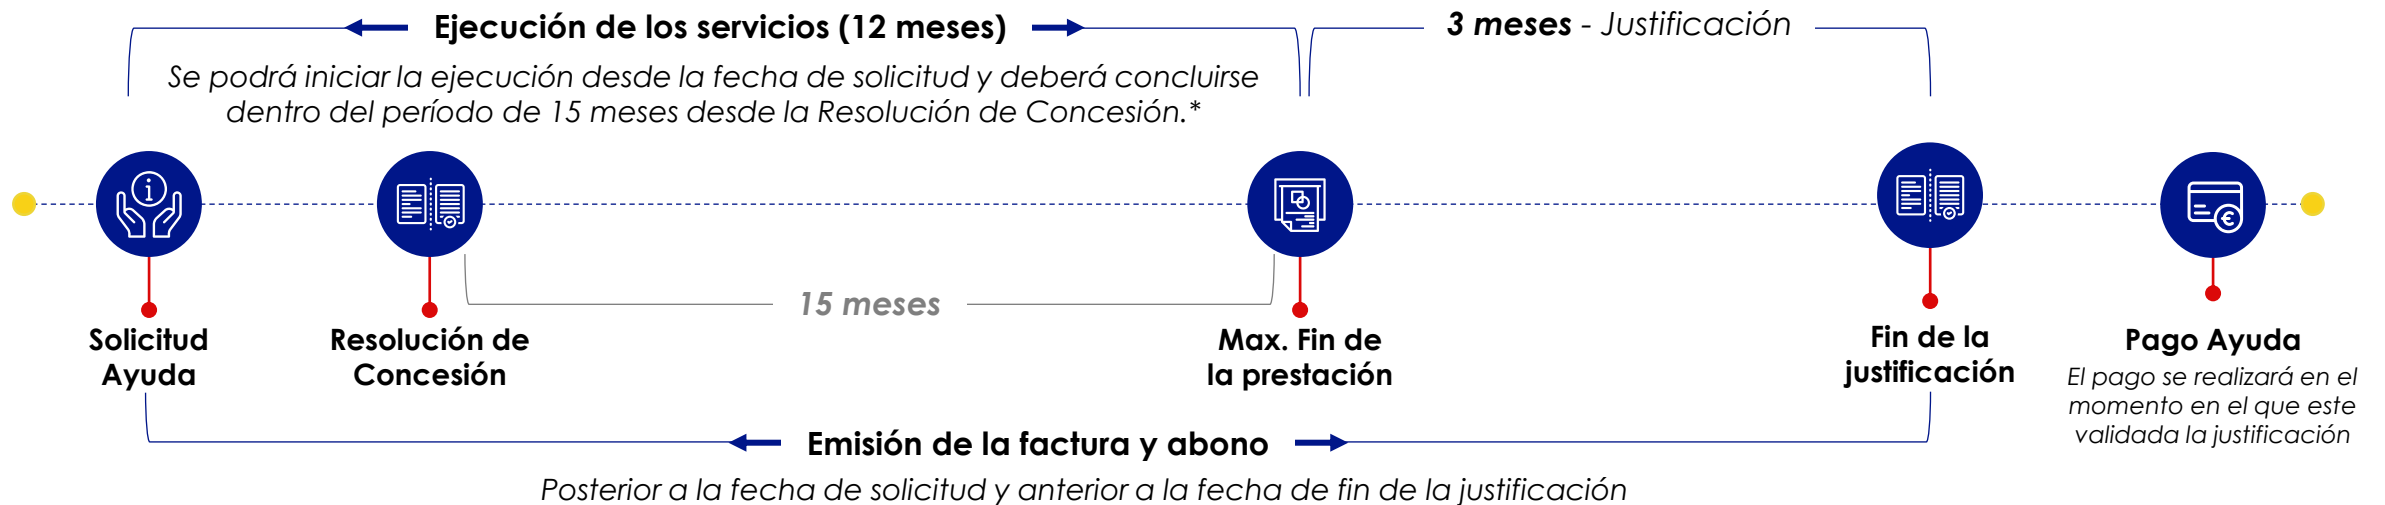 Ejecución de los servicios (12 meses)
3 meses - Justificación
Se podrá iniciar la ejecución desde la fecha de solicitud y deberá concluirse
dentro del período de 15 meses desde la Resolución de Concesión.*
15 meses
Solicitud
Ayuda
Resolución de
Concesión
Max. Fin de
la prestación
Fin de la
justificación
Pago Ayuda
El pago se realizará en el
momento en el que este
validada la justificación
Emisión de la factura y abono
Posterior a la fecha de solicitud y anterior a la fecha de fin de la justificación